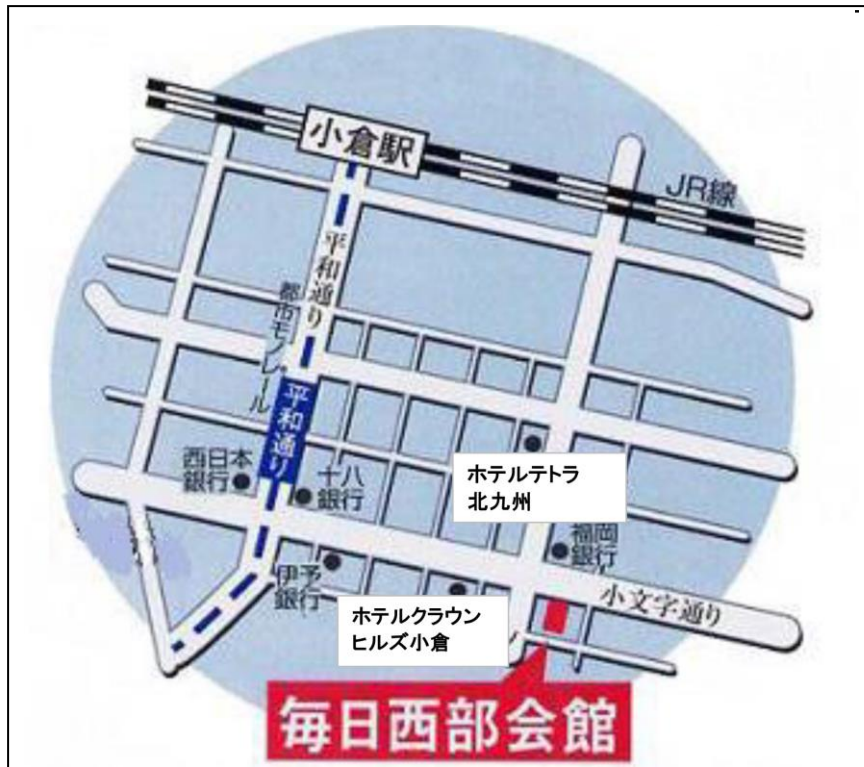 小倉駅
JR線
平和通り
都市モノレール
平和通り
西日本
銀行
十八
銀行
ホテルテトラ
北九州
福岡
銀行
伊予
銀行
ホテルクラウン
ヒルズ小倉
小文字通り
毎日西部会館